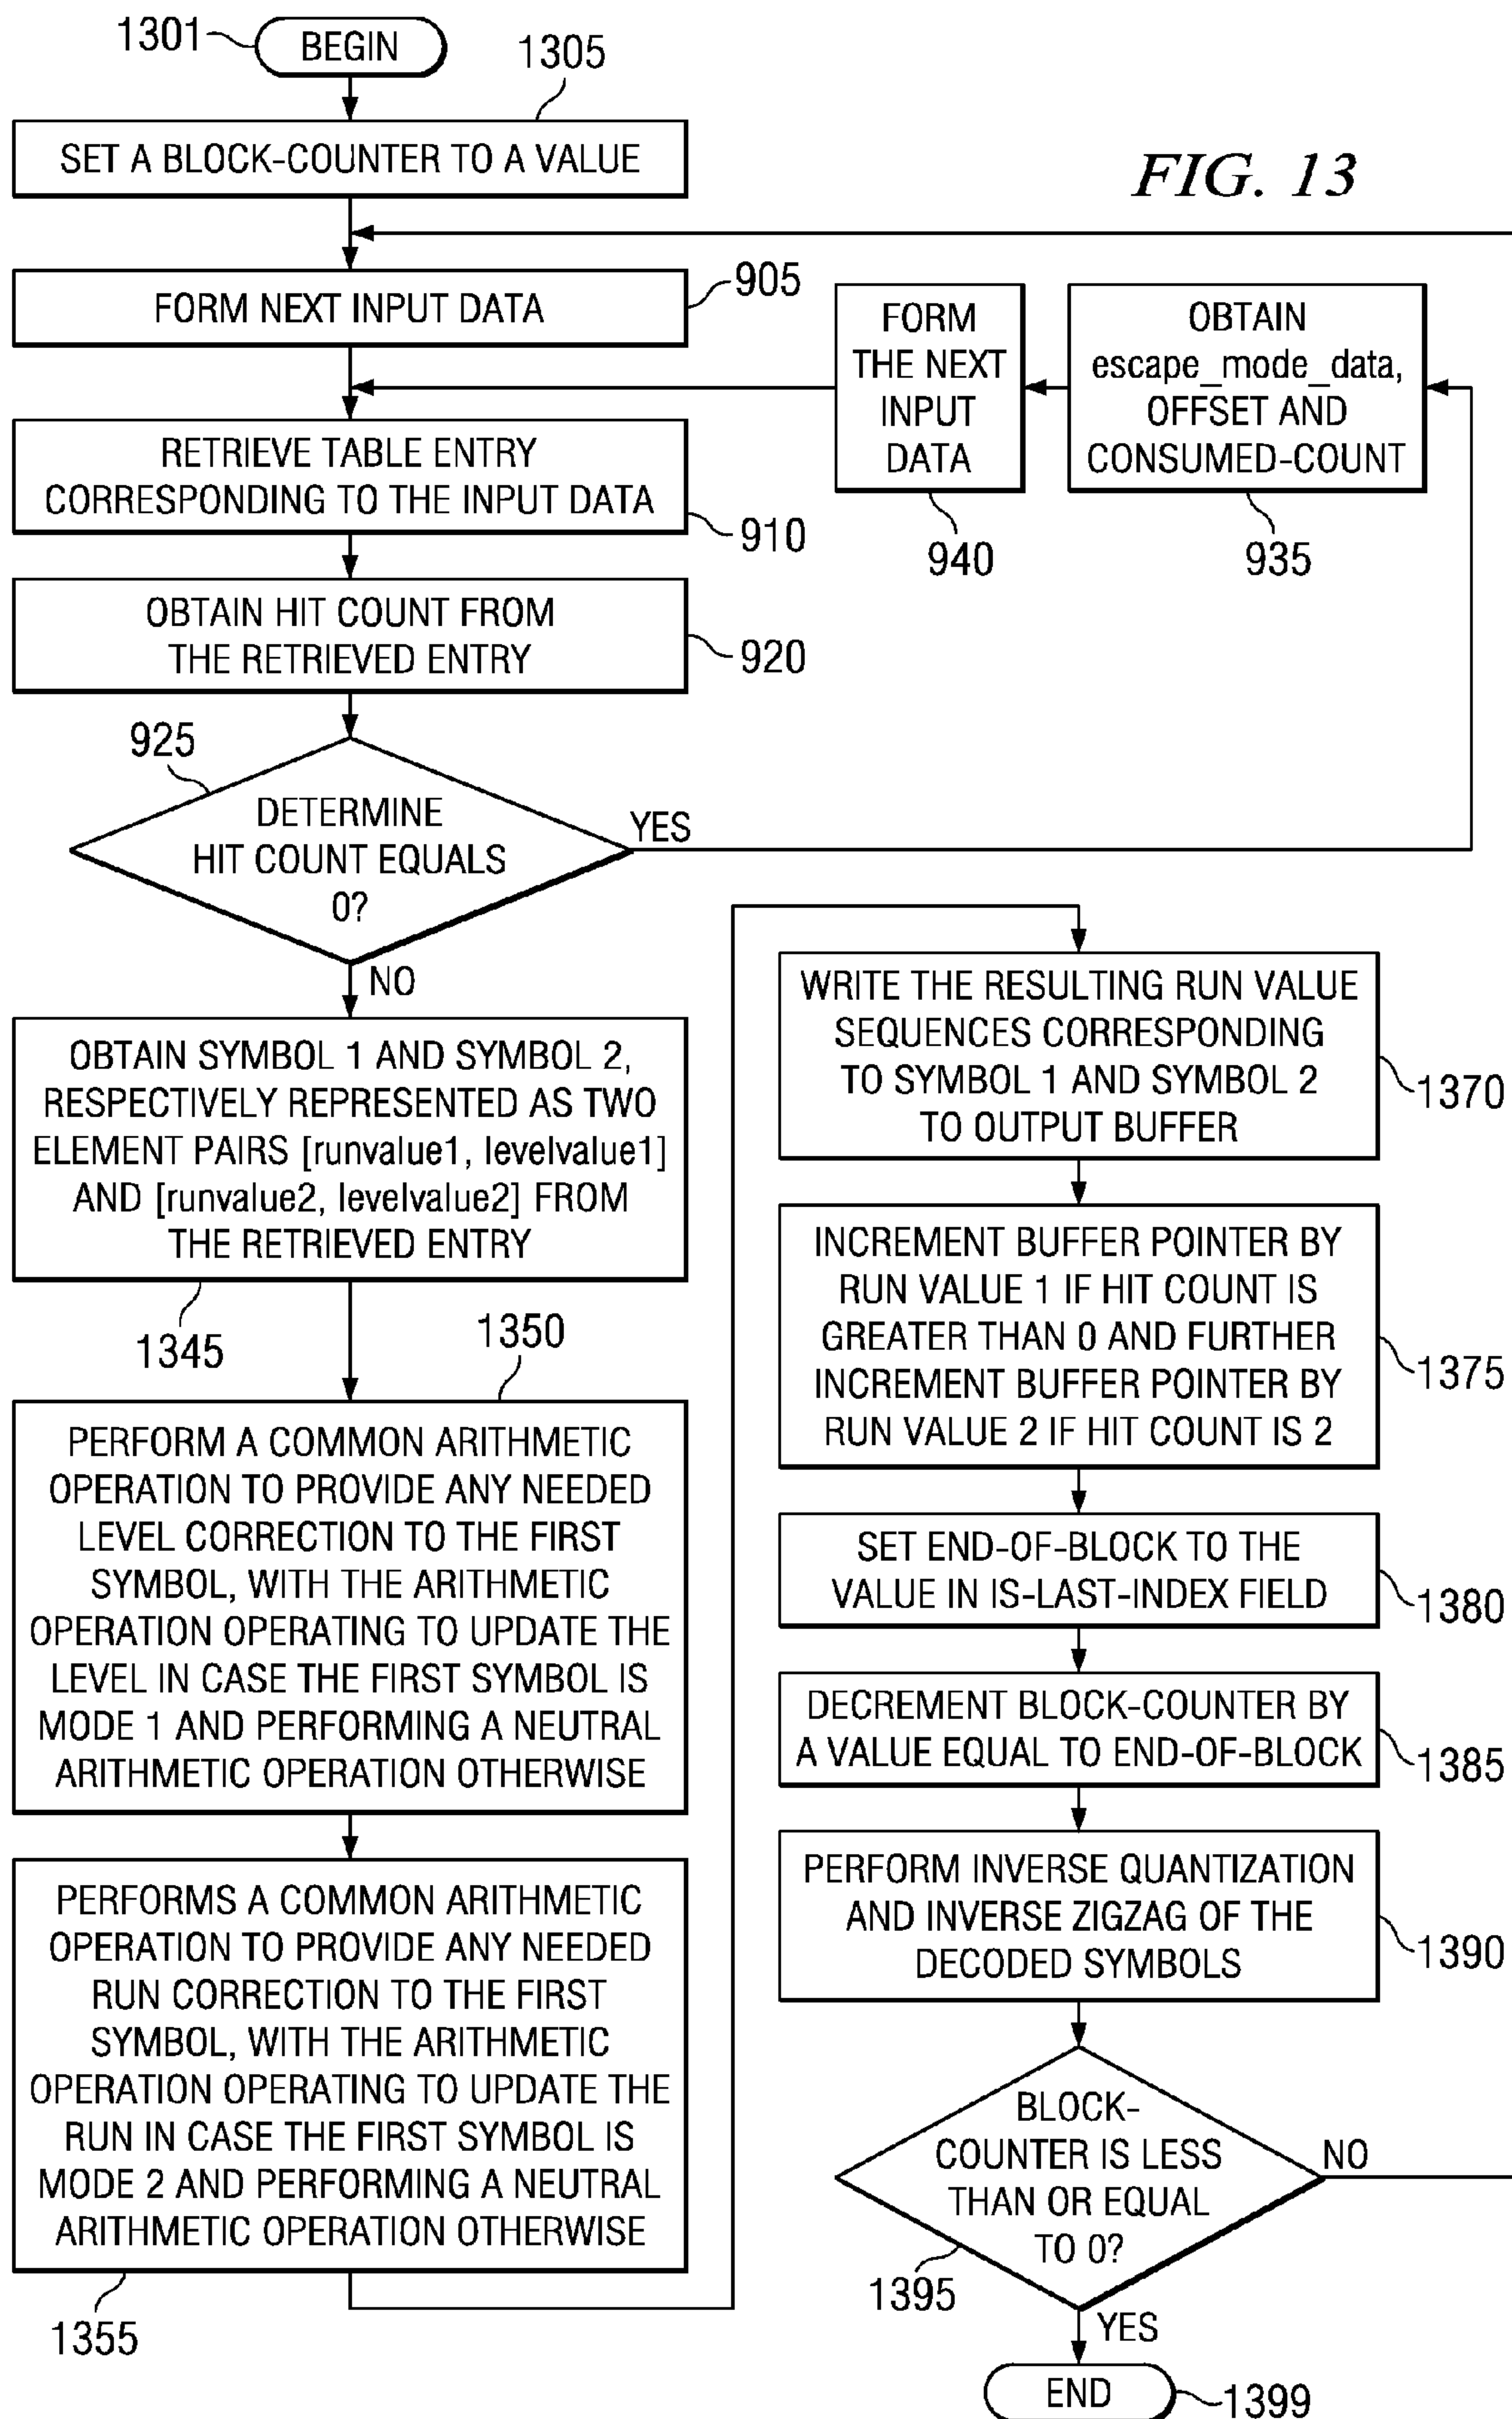 1301
BEGIN
1305
SET A BLOCK-COUNTER TO A VALUE
FIG. 13
FORM NEXT INPUT DATA
905
FORM
THE NEXT
INPUT
DATA
940
OBTAIN
escape_mode_data,
OFFSET AND
CONSUMED-COUNT
935
RETRIEVE TABLE ENTRY
CORRESPONDING TO THE INPUT DATA
910
OBTAIN HIT COUNT FROM
THE RETRIEVED ENTRY
920
925
DETERMINE
HIT COUNT EQUALS
0?
YES
NO
OBTAIN SYMBOL 1 AND SYMBOL 2,
RESPECTIVELY REPRESENTED AS TWO
ELEMENT PAIRS [runvalue1, levelvalue1]
AND [runvalue2, levelvalue2] FROM
THE RETRIEVED ENTRY
1345
1350
PERFORM A COMMON ARITHMETIC
OPERATION TO PROVIDE ANY NEEDED
LEVEL CORRECTION TO THE FIRST
SYMBOL, WITH THE ARITHMETIC
OPERATION OPERATING TO UPDATE THE
LEVEL IN CASE THE FIRST SYMBOL IS
MODE 1 AND PERFORMING A NEUTRAL
ARITHMETIC OPERATION OTHERWISE
PERFORMS A COMMON ARITHMETIC
OPERATION TO PROVIDE ANY NEEDED
RUN CORRECTION TO THE FIRST
SYMBOL, WITH THE ARITHMETIC
OPERATION OPERATING TO UPDATE THE
RUN IN CASE THE FIRST SYMBOL IS
MODE 2 AND PERFORMING A NEUTRAL
ARITHMETIC OPERATION OTHERWISE
1355
WRITE THE RESULTING RUN VALUE
SEQUENCES CORRESPONDING
TO SYMBOL 1 AND SYMBOL 2
TO OUTPUT BUFFER
1370
INCREMENT BUFFER POINTER BY
RUN VALUE 1 IF HIT COUNT IS
GREATER THAN 0 AND FURTHER
INCREMENT BUFFER POINTER BY
RUN VALUE 2 IF HIT COUNT IS 2
1375
SET END-OF-BLOCK TO THE
VALUE IN IS-LAST-INDEX FIELD
1380
DECREMENT BLOCK-COUNTER BY
A VALUE EQUAL TO END-OF-BLOCK
1385
PERFORM INVERSE QUANTIZATION
AND INVERSE ZIGZAG OF THE
DECODED SYMBOLS
1390
BLOCK-
COUNTER IS LESS
THAN OR EQUAL
TO 0?
NO
1395
YES
END
1399